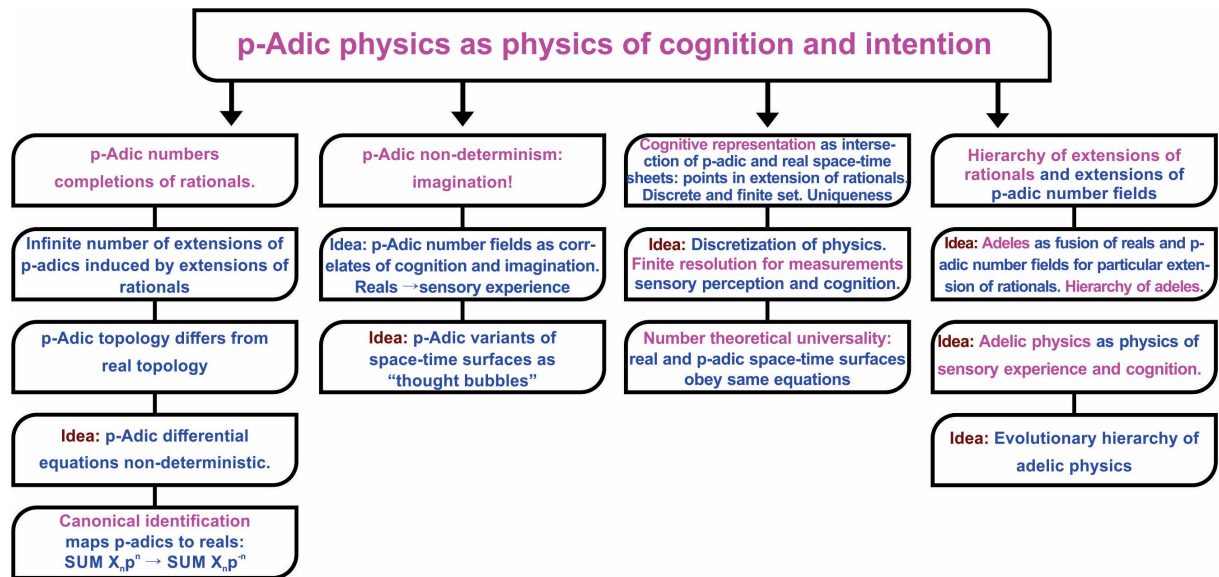 p-Adic physics as physics of cognition and intention
p-Adic numbers
completions of rationals.
Infinite number of extensions of
p-adics induced by extensions of
rationals
p-Adic topology differs from
real topology
Idea: p-Adic differential
equations non-deterministic.
Canonical identification
maps p-adics to reals:
SUM Xₙpⁿ → SUM Xₙp⁻ⁿ
p-Adic non-determinism:
imagination!
Idea: p-Adic number fields as corr-
elates of cognition and imagination.
Reals →sensory experience
Idea: p-Adic variants of
space-time surfaces as
“thought bubbles”
Cognitive representation as interse-
ction of p-adic and real space-time
sheets: points in extension of rationals.
Discrete and finite set. Uniqueness
Idea: Discretization of physics.
Finite resolution for measurements
sensory perception and cognition.
Number theoretical universality:
real and p-adic space-time surfaces
obey same equations
Hierarchy of extensions of
rationals and extensions of
p-adic number fields
Idea: Adeles as fusion of reals and p-
adic number fields for particular exten-
sion of rationals. Hierarchy of adeles.
Idea: Adelic physics as physics of
sensory experience and cognition.
Idea: Evolutionary hierarchy of
adelic physics